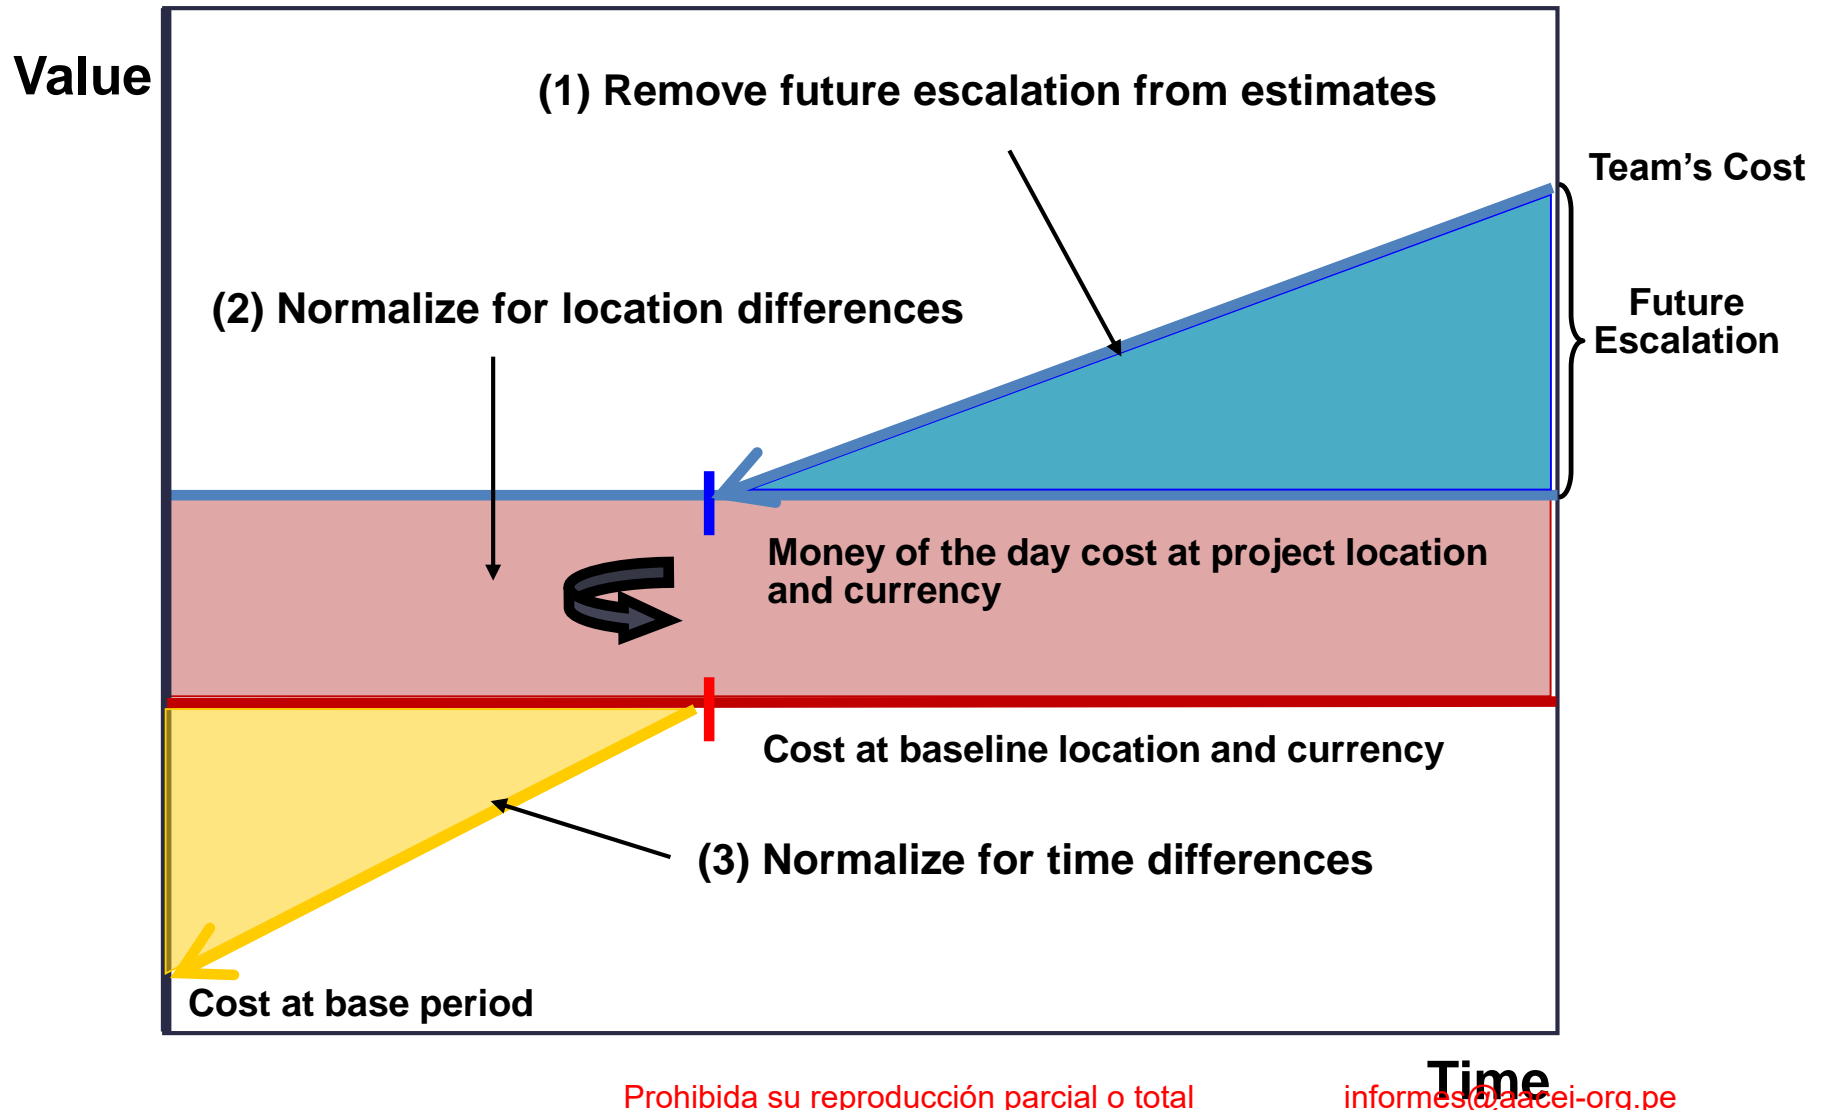 Value
(1) Remove future escalation from estimates
Team’s Cost
(2) Normalize for location differences
Future
Escalation
Money of the day cost at project location
and currency
Cost at baseline location and currency
(3) Normalize for time differences
Cost at base period
Time
Prohibida su reproducción parcial o total
informes@aacei-org.pe